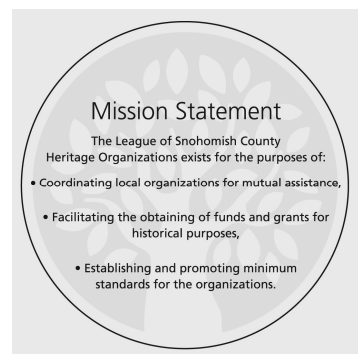 Mission Statement
The League of Snohomish County
Heritage Organizations exists for the purposes of:
• Coordinating local organizations for mutual assistance,
• Facilitating the obtaining of funds and grants for
historical purposes,
• Establishing and promoting minimum
standards for the organizations.